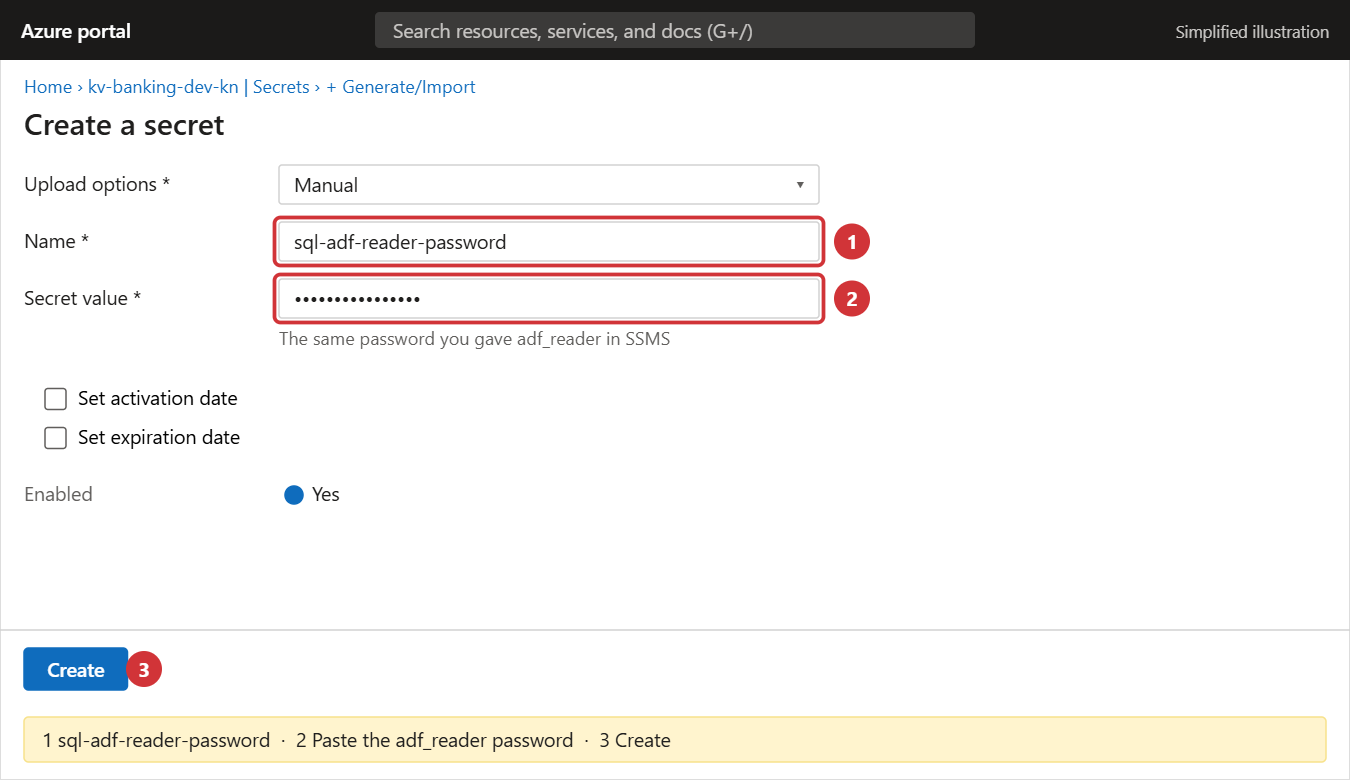 Azure portal
Search resources, services, and docs (G+/)
Simplified illustration
Home › kv-banking-dev-kn | Secrets › + Generate/Import
Create a secret
Upload options *
Manual
Name *
sql-adf-reader-password
1
Secret value *
••••••••••••••••
2
The same password you gave adf_reader in SSMS
Set activation date
Set expiration date
Enabled
Yes
Create
3
1 sql-adf-reader-password · 2 Paste the adf_reader password · 3 Create